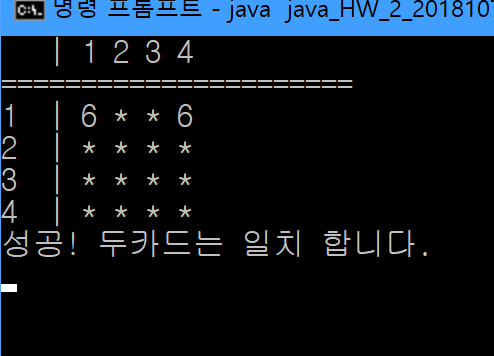 C:\. 명령 프롬프트 - java java_HW_2_201810
| 1 2 3 4
======================
1 | 6 * * 6
2 | * * * *
3 | * * * *
4 | * * * *
성공! 두카드는 일치 합니다.